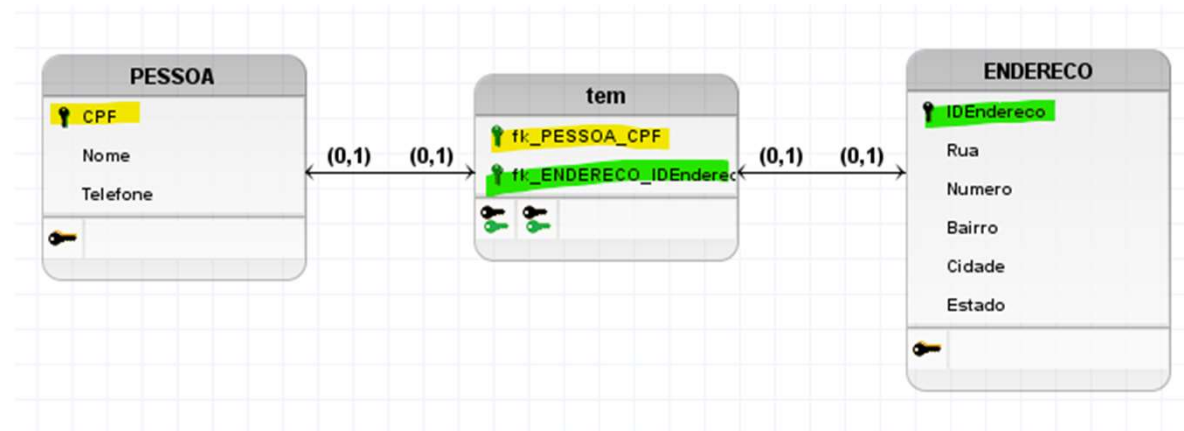 PESSOA
CPF
Nome
Telefone
(0,1) (0,1)
tem
fk_PESSOA_CPF
fk_ENDERECO_IDEnderec
(0,1) (0,1)
ENDERECO
IDEndereco
Rua
Numero
Bairro
Cidade
Estado